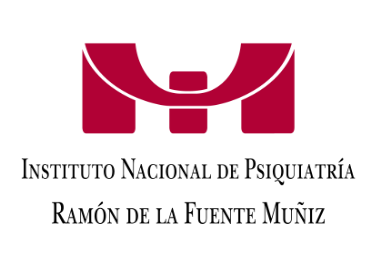 Instituto Nacional de Psiquiatría
Ramón de la Fuente Muñiz